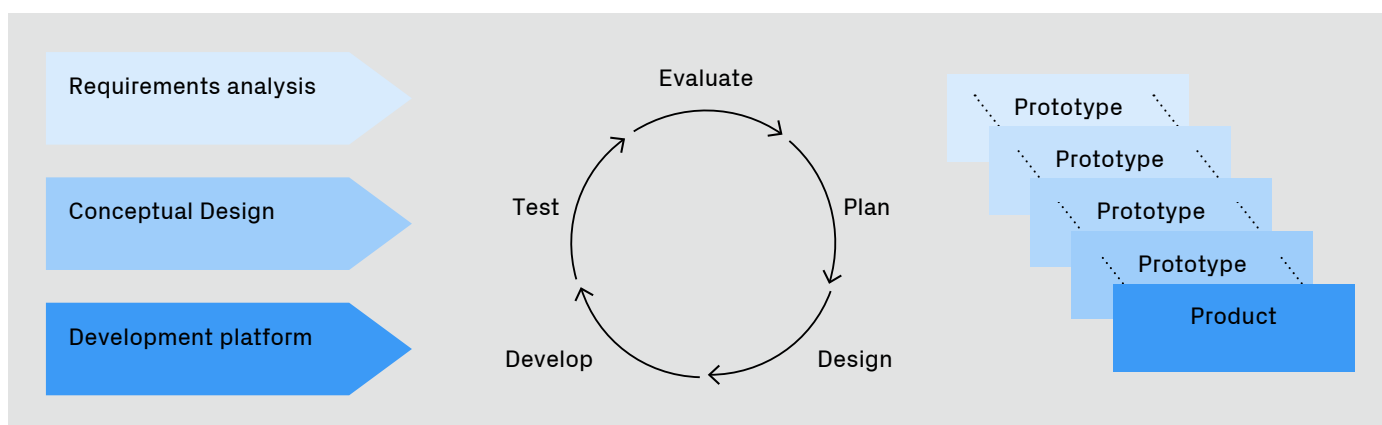 Requirements analysis
Conceptual Design
Development platform
Evaluate
Plan
Design
Develop
Test
Prototype
Prototype
Prototype
Prototype
Product